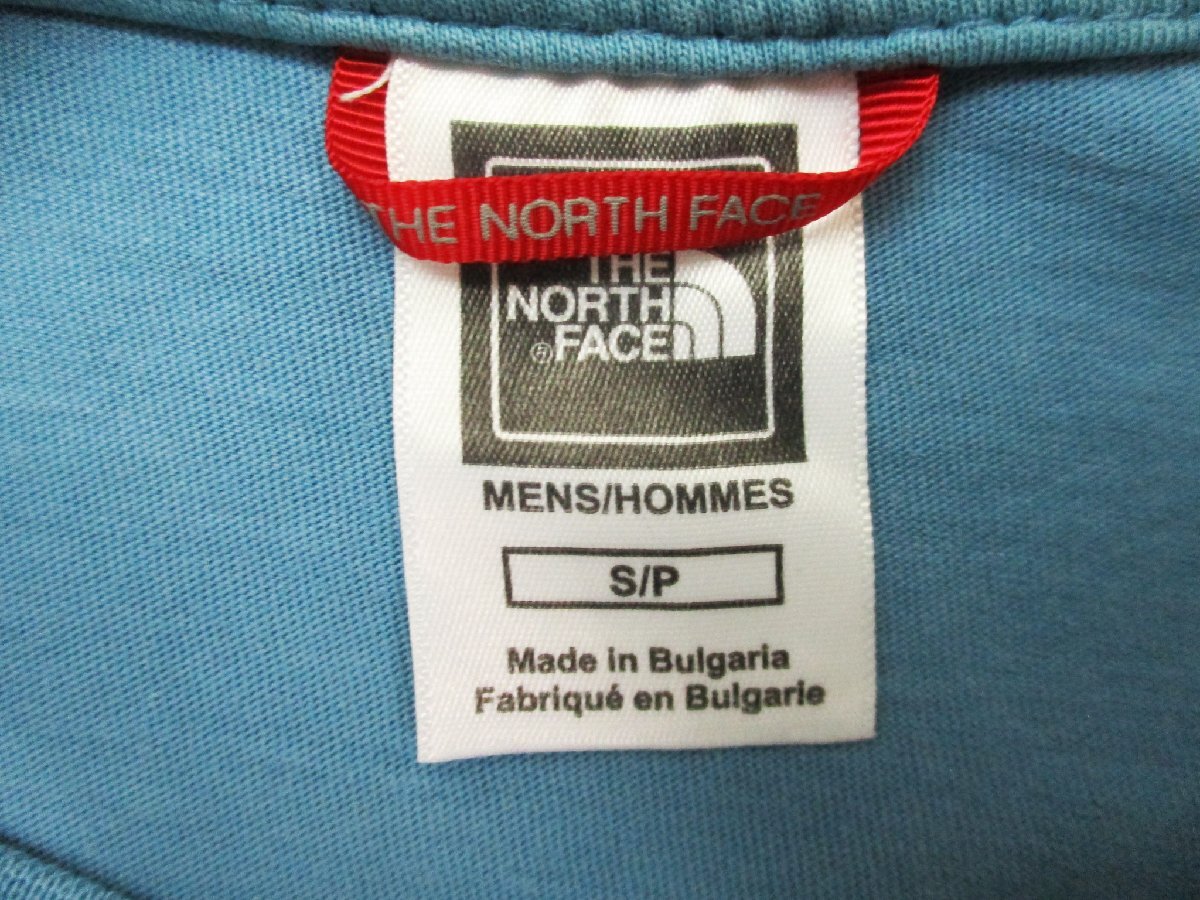 THE NORTH FACE
THE
NORTH
®FACE
MENS/HOMMES
S/P
Made in Bulgaria
Fabriqué en Bulgarie